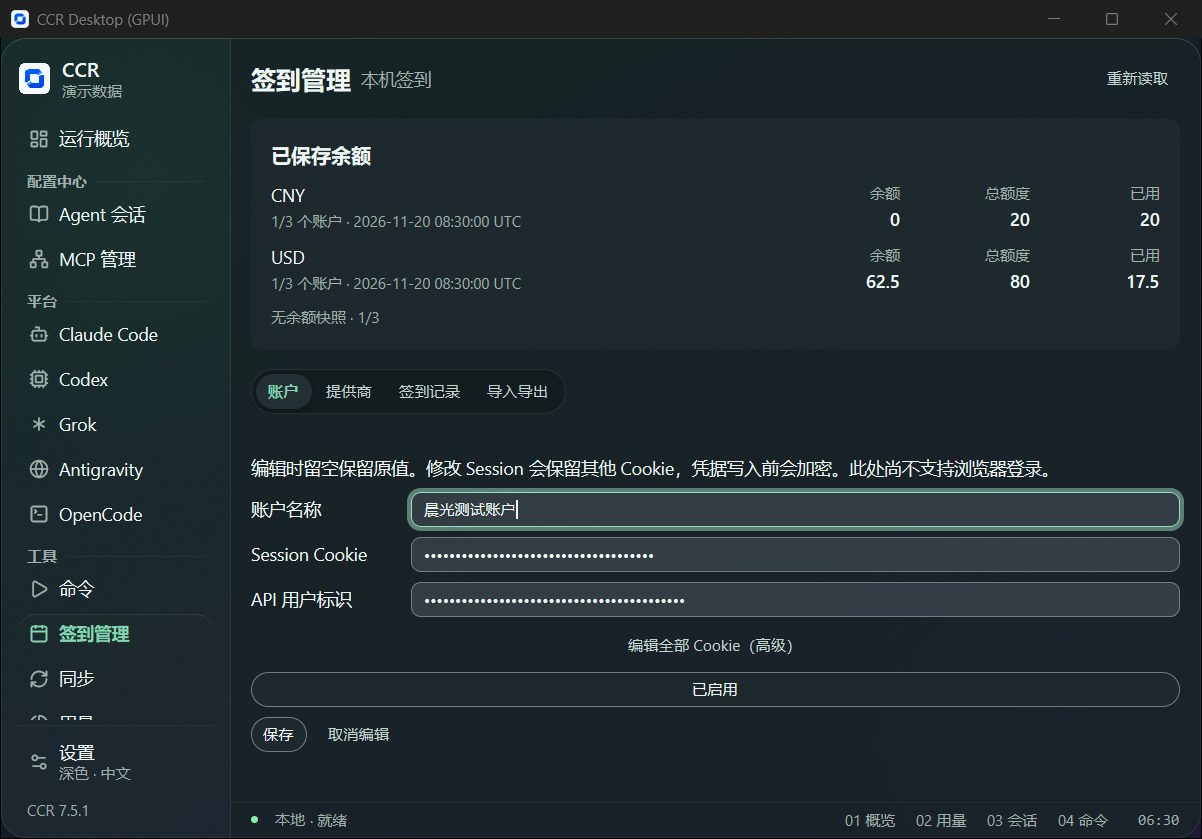 CCR Desktop (GPUI)
CCR
演示数据
运行概览
配置中心
Agent 会话
MCP 管理
平台
Claude Code
Codex
Grok
Antigravity
OpenCode
工具
命令
签到管理
同步
设置
深色 · 中文
CCR 7.5.1
签到管理 本机签到
重新读取
已保存余额
CNY
1/3 个账户 · 2026-11-20 08:30:00 UTC
余额 总额度 已用
0 20 20
USD
1/3 个账户 · 2026-11-20 08:30:00 UTC
余额 总额度 已用
62.5 80 17.5
无余额快照 · 1/3
账户 提供商 签到记录 导入导出
编辑时留空保留原值。修改 Session 会保留其他 Cookie，凭据写入前会加密。此处尚不支持浏览器登录。
账户名称 晨光测试账户
Session Cookie
API 用户标识
编辑全部 Cookie（高级）
已启用
保存 取消编辑
本地 · 就绪
01 概览 02 用量 03 会话 04 命令 06:30